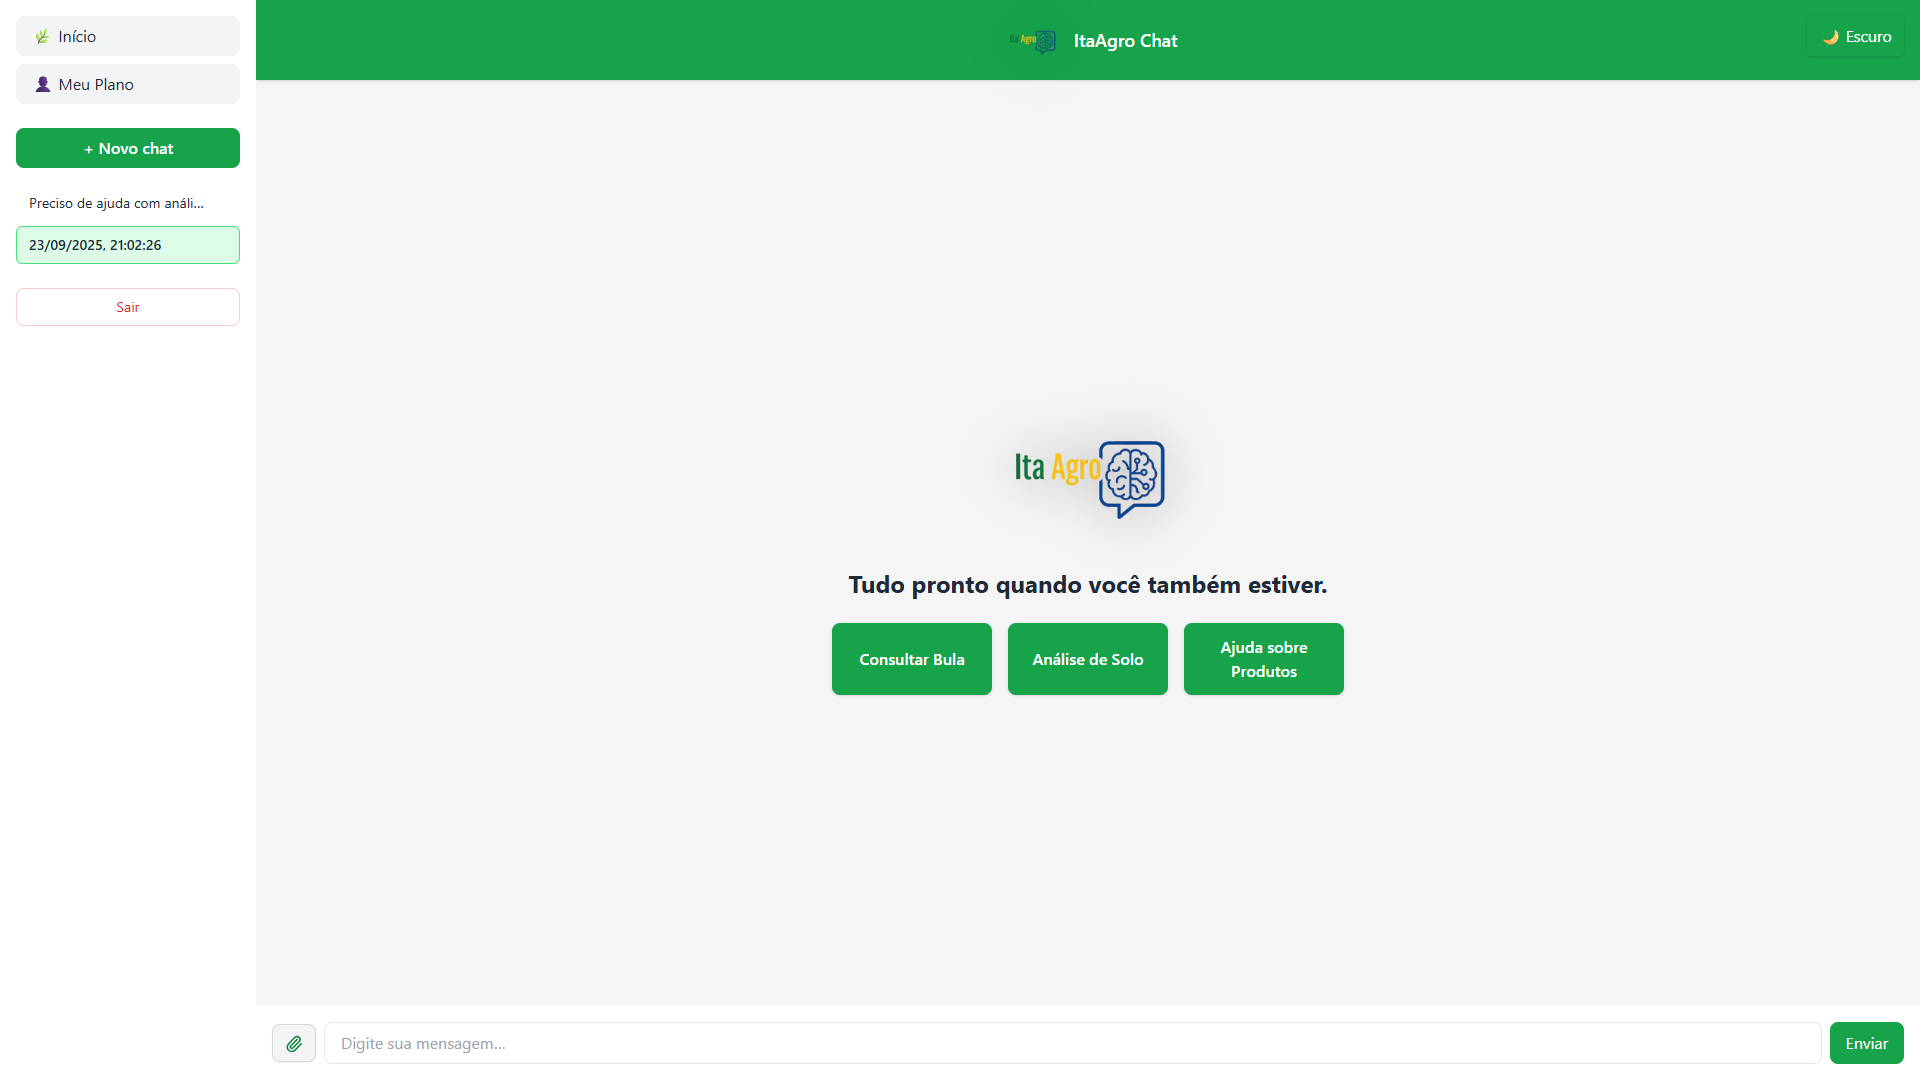 Início
Meu Plano
+ Novo chat
Preciso de ajuda com análi...
23/09/2025, 21:02:26
Sair
Ita Agro
ItaAgro Chat
Escuro
Ita Agro
Tudo pronto quando você também estiver.
Consultar Bula
Análise de Solo
Ajuda sobre
Produtos
Digite sua mensagem...
Enviar